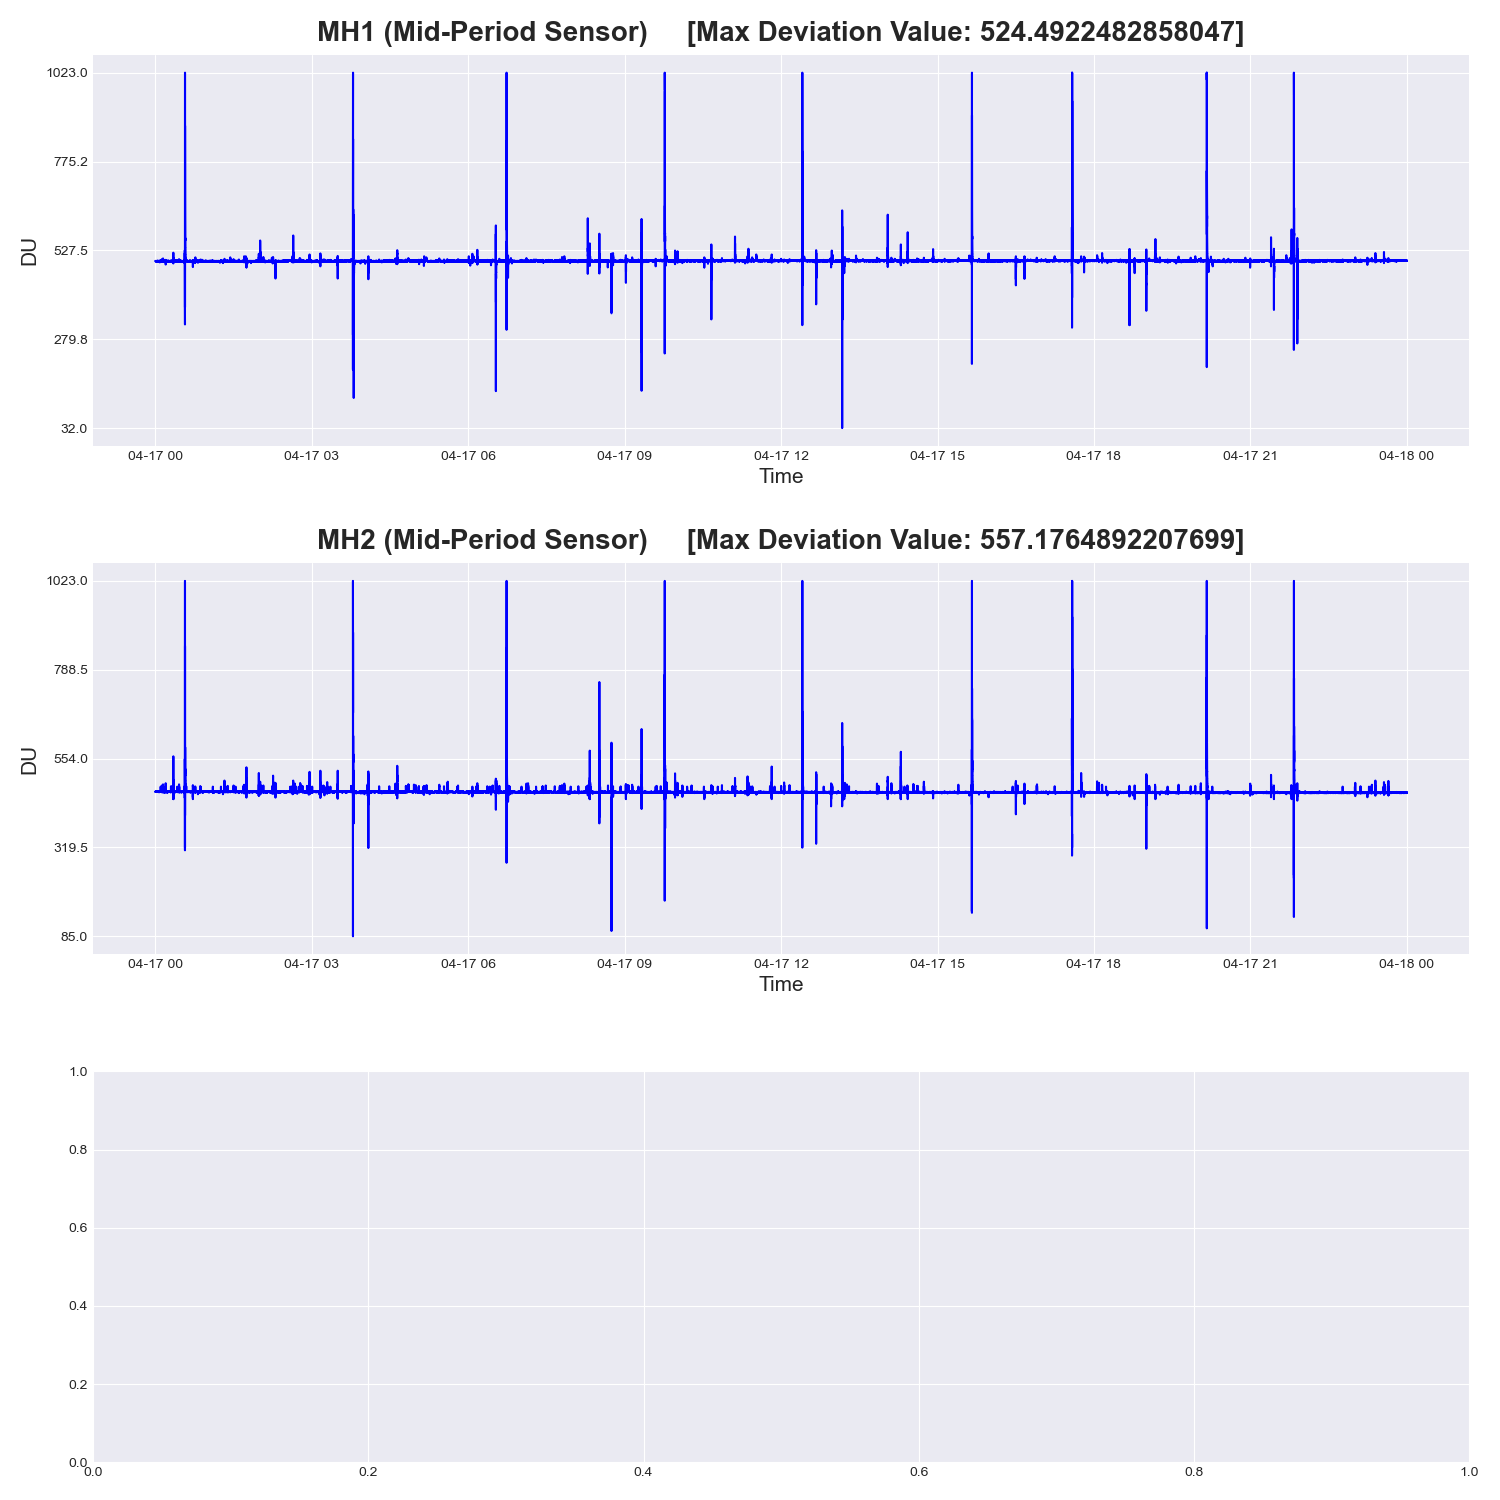 MH1 (Mid-Period Sensor) [Max Deviation Value: 524.4922482858047]
1023.0
775.2
527.5
279.8
32.0
DU
04-17 00 04-17 03 04-17 06 04-17 09 04-17 12 04-17 15 04-17 18 04-17 21 04-18 00
Time
MH2 (Mid-Period Sensor) [Max Deviation Value: 557.1764892207699]
1023.0
788.5
554.0
319.5
85.0
DU
04-17 00 04-17 03 04-17 06 04-17 09 04-17 12 04-17 15 04-17 18 04-17 21 04-18 00
Time
1.0
0.8
0.6
0.4
0.2
0.0
0.0 0.2 0.4 0.6 0.8 1.0